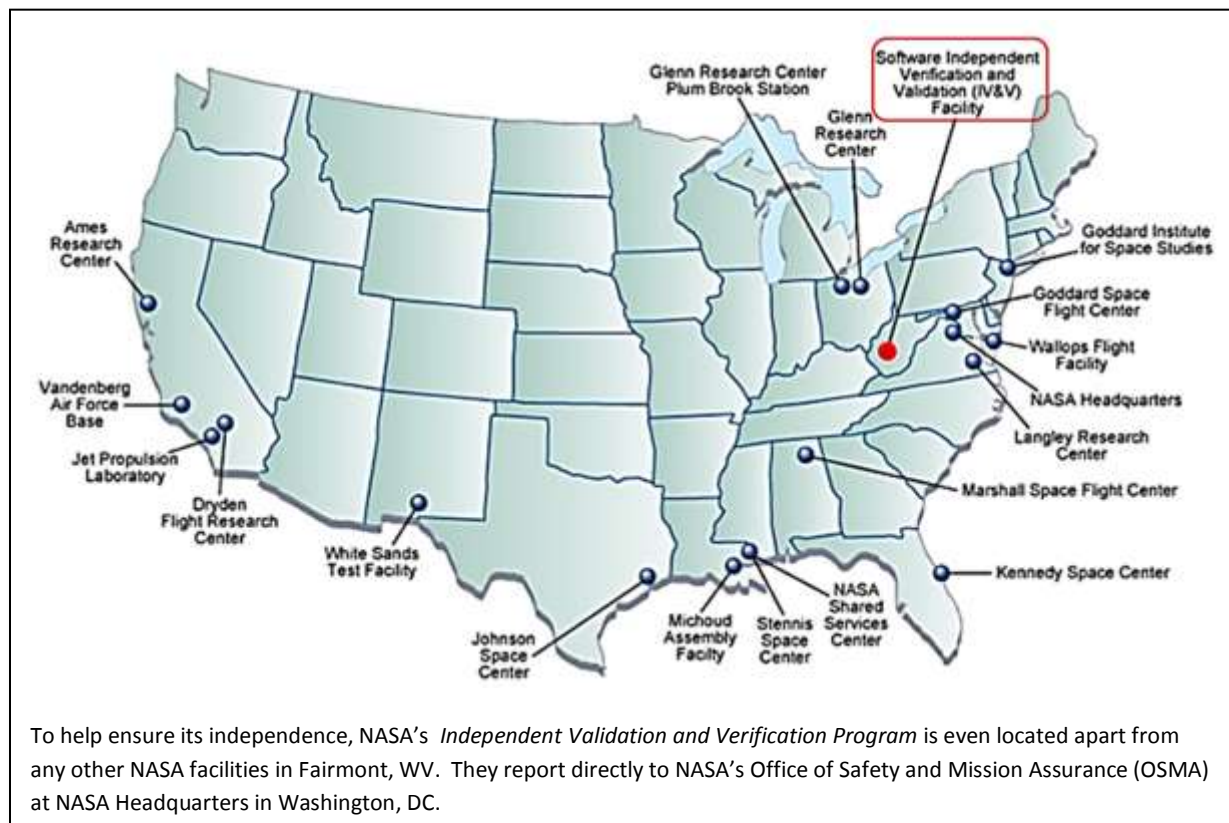 Software Independent
Verification and
Validation (IV&V)
Facility
Glenn Research Center
Plum Brook Station
Glenn
Research
Center
Ames
Research
Center
Goddard Institute
for Space Studies
Goddard Space
Flight Center
Wallops Flight
Facility
NASA Headquarters
Langley Research
Center
Vandenberg
Air Force
Base
Jet Propulsion
Laboratory
Dryden
Flight Research
Center
White Sands
Test Facility
Marshall Space Flight Center
Kennedy Space Center
Johnson
Space
Center
Michoud
Assembly
Faciity
Stennis
Space
Center
NASA
Shared
Services
Center
To help ensure its independence, NASA’s Independent Validation and Verification Program is even located apart from
any other NASA facilities in Fairmont, WV. They report directly to NASA’s Office of Safety and Mission Assurance (OSMA)
at NASA Headquarters in Washington, DC.